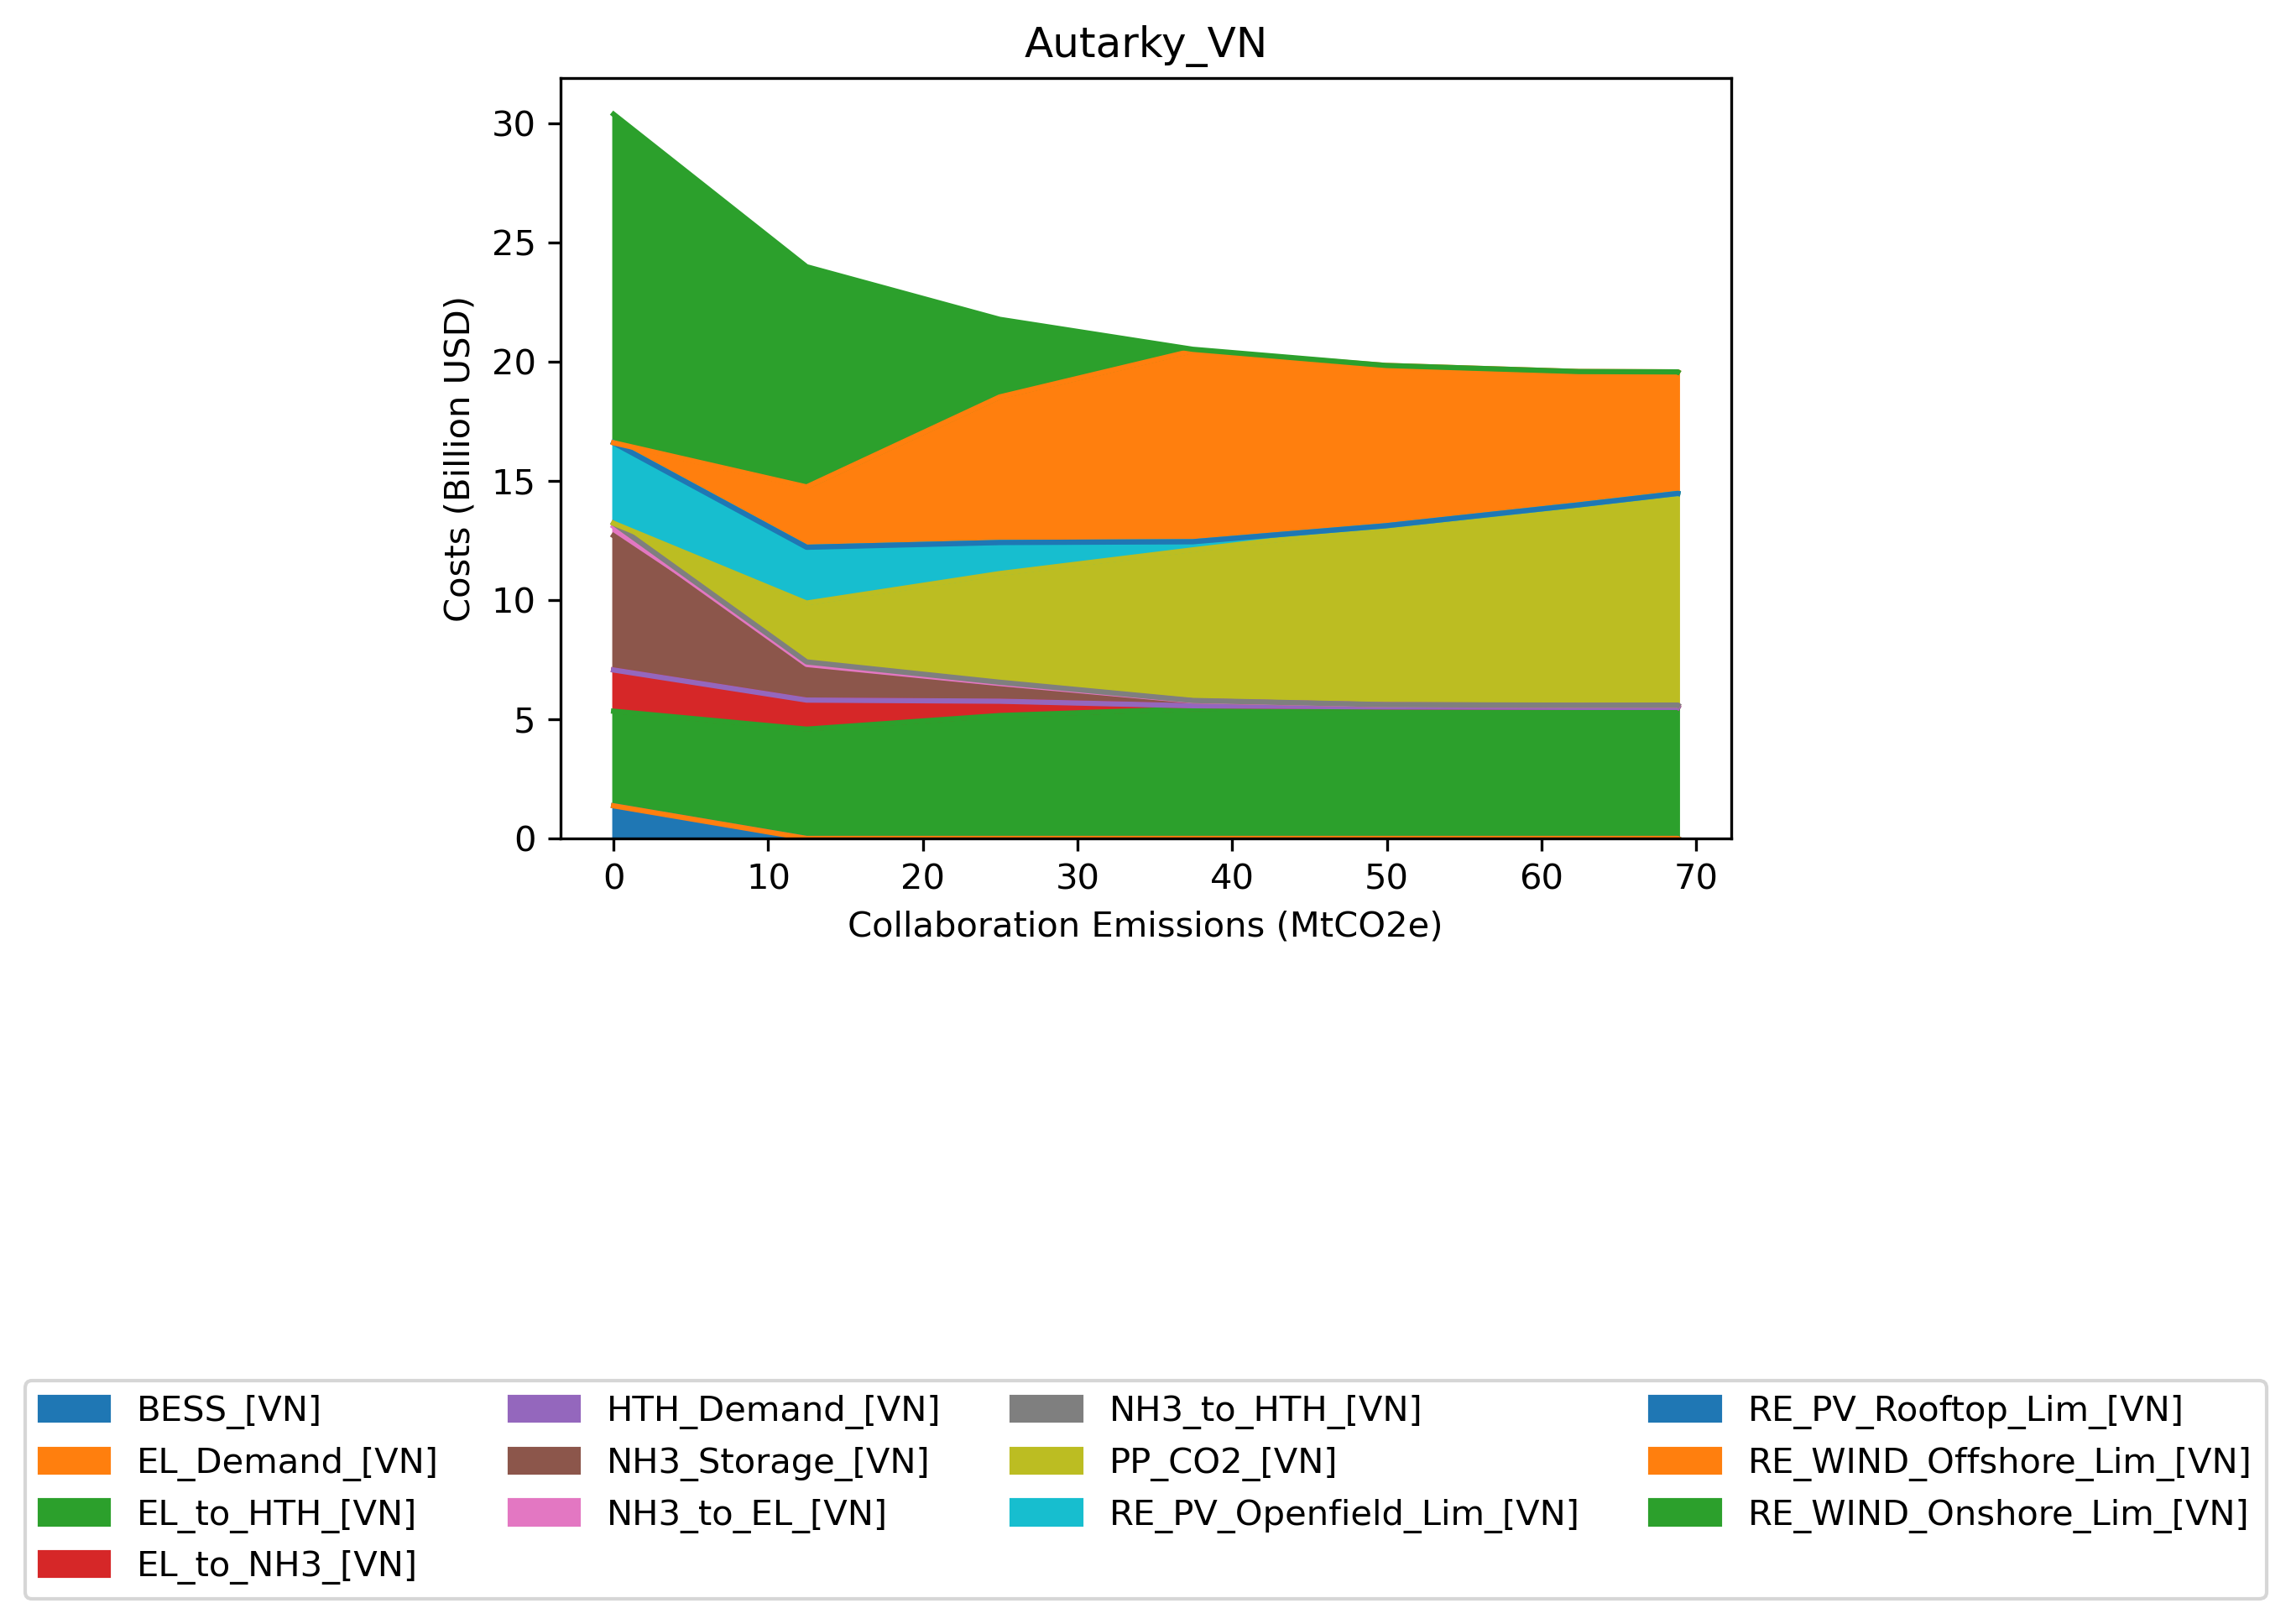 Autarky_VN
Costs (Billion USD)
30
25
20
15
10
5
0
0 10 20 30 40 50 60 70
Collaboration Emissions (MtCO2e)
BESS_[VN]
EL_Demand_[VN]
EL_to_HTH_[VN]
EL_to_NH3_[VN]
HTH_Demand_[VN]
NH3_Storage_[VN]
NH3_to_EL_[VN]
NH3_to_HTH_[VN]
PP_CO2_[VN]
RE_PV_Openfield_Lim_[VN]
RE_PV_Rooftop_Lim_[VN]
RE_WIND_Offshore_Lim_[VN]
RE_WIND_Onshore_Lim_[VN]